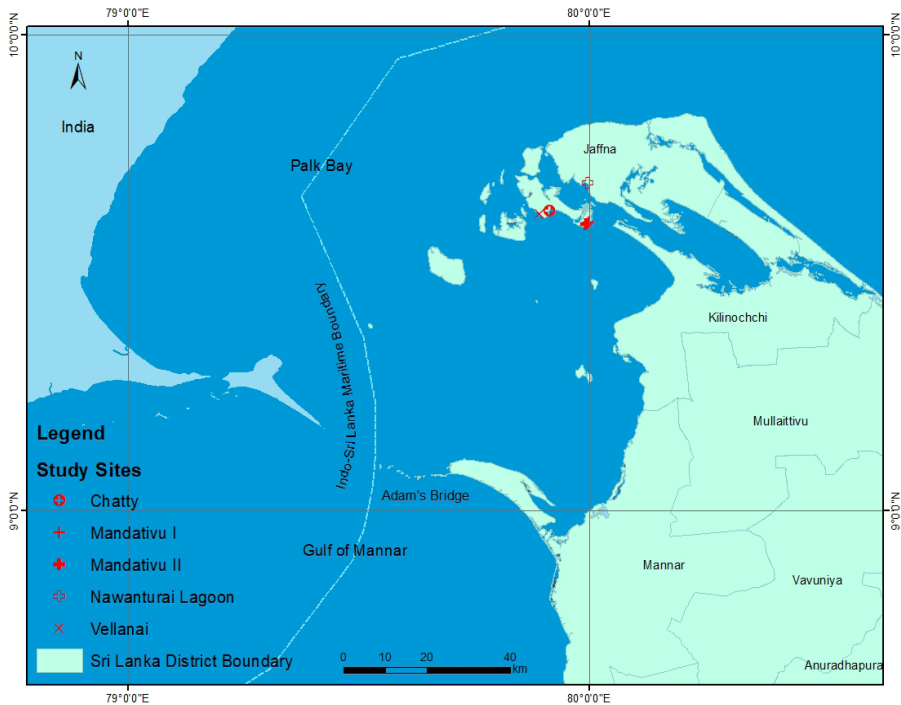 79°0'0"E
80°0'0"E
10°0'0"N
10°0'0"N
N
India
Jaffna
Palk Bay
Indo-Sri Lanka Maritime Boundary
Kilinochchi
Mullaittivu
Adam's Bridge
9°0'0"N
9°0'0"N
Gulf of Mannar
Mannar
Vavuniya
Anuradhapura
Legend
Study Sites
Chatty
Mandativu I
Mandativu II
Nawanturai Lagoon
Vellanai
Sri Lanka District Boundary
0 10 20 40
km
79°0'0"E
80°0'0"E